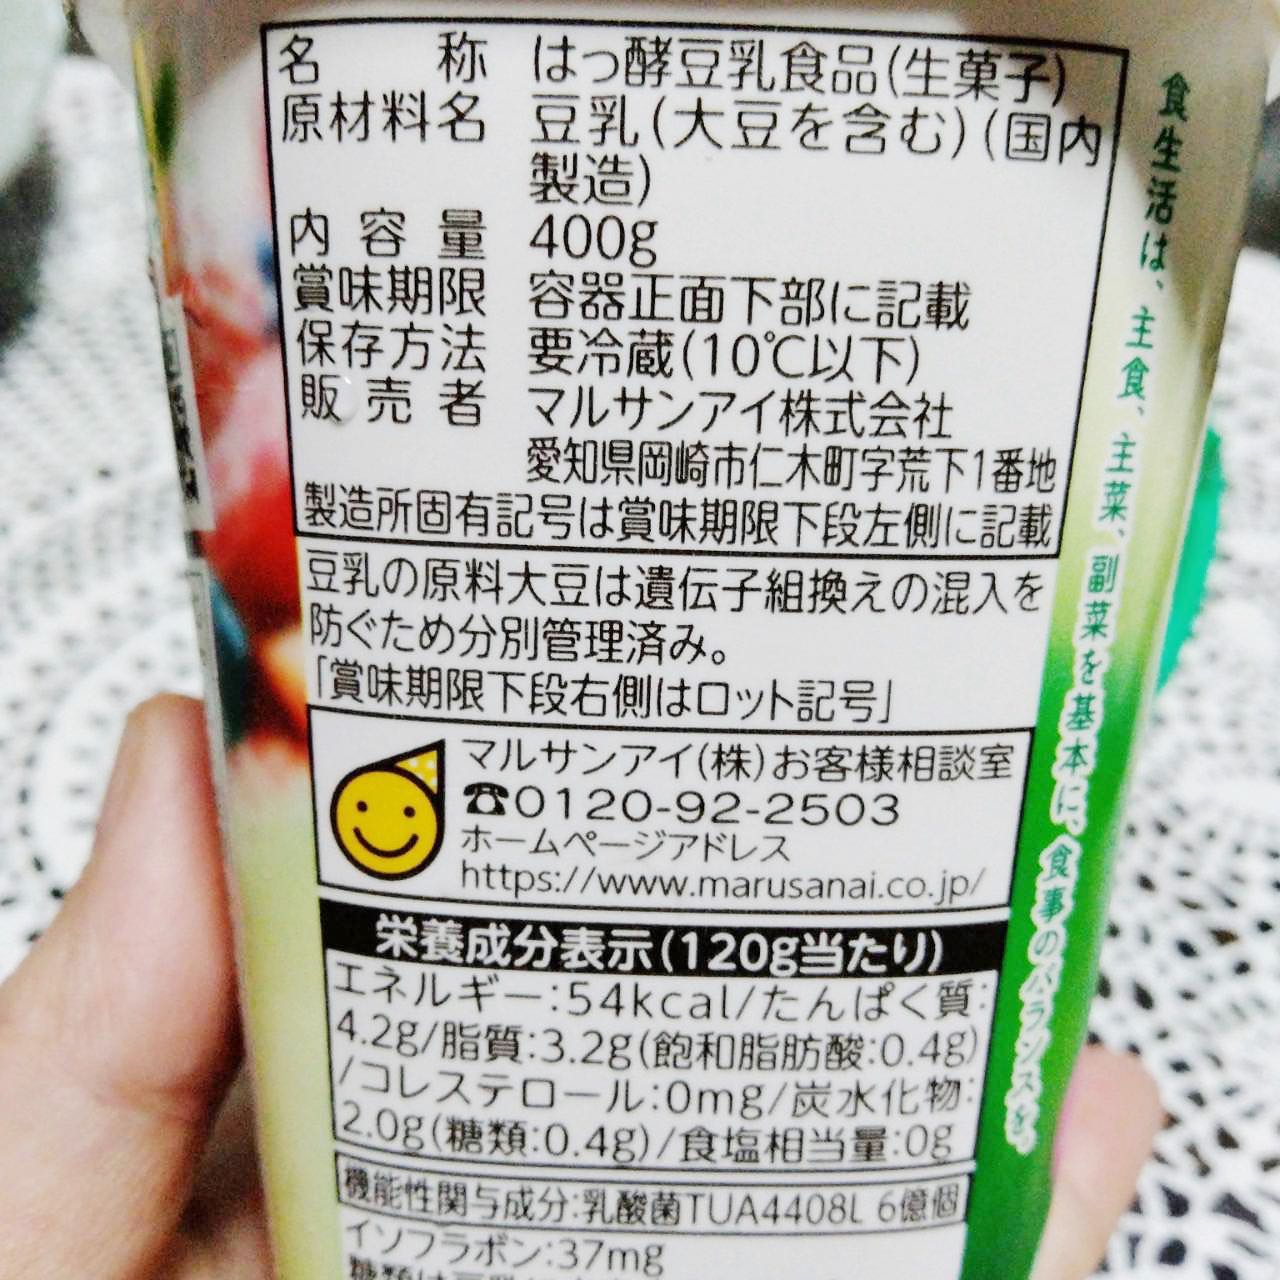 名称 はっ酵豆乳食品(生菓子)
原材料名 豆乳(大豆を含む)(国内
製造)
内容量 400g
賞味期限 容器正面下部に記載
保存方法 要冷蔵(10℃以下)
販売者 マルサンアイ株式会社
愛知県岡崎市仁木町字荒下1番地
製造所固有記号は賞味期限下段左側に記載
豆乳の原料大豆は遺伝子組換えの混入を
防ぐため分別管理済み。
「賞味期限下段右側はロット記号」
マルサンアイ(株)お客様相談室
☎0120-92-2503
ホームページアドレス
https://www.marusanai.co.jp/
栄養成分表示(120g当たり)
エネルギー:54kcal/たんぱく質:
4.2g/脂質:3.2g(飽和脂肪酸:0.4g)
/コレステロール:0mg/炭水化物:
2.0g(糖類:0.4g)/食塩相当量:0g
機能性関与成分:乳酸菌TUA4408L 6億個
イソフラボン:37mg
食生活は、主食、主菜、副菜を基本に、食事のバランスを。